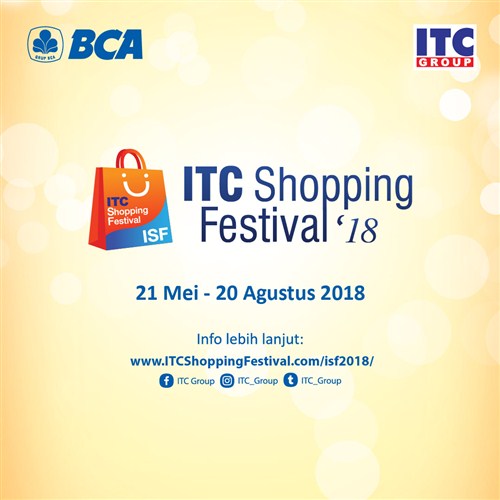 BCA
GRUP BCA
ITC
GROUP
ITC
Shopping
Festival
ISF
ITC Shopping
Festival '18
21 Mei - 20 Agustus 2018
Info lebih lanjut:
www.ITCShoppingFestival.com/isf2018/
ITC Group ITC_Group ITC_Group